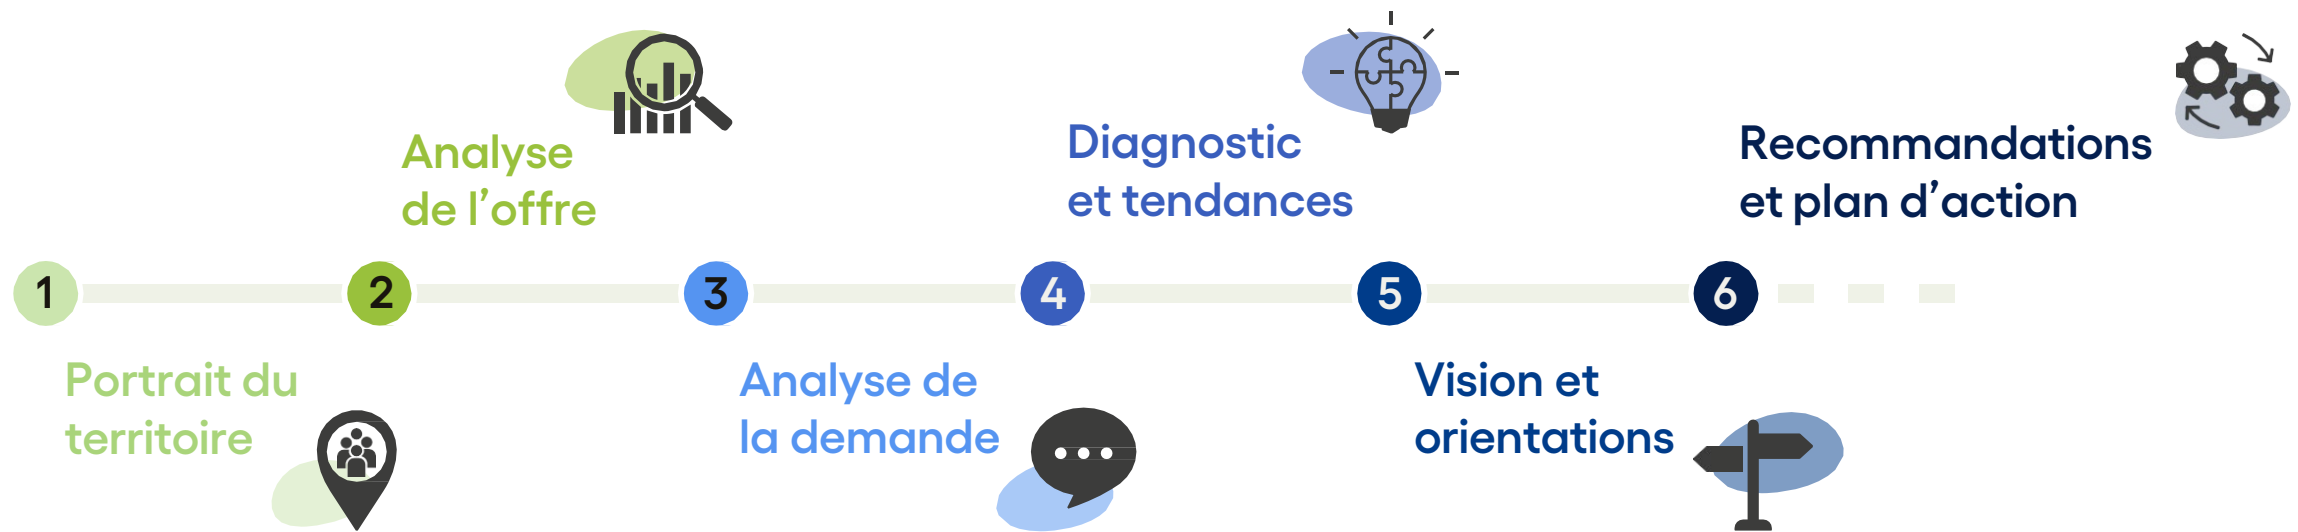 1
Portrait du
territoire
2
Analyse
de l’offre
3
Analyse de
la demande
4
Diagnostic
et tendances
5
Vision et
orientations
6
Recommandations
et plan d’action